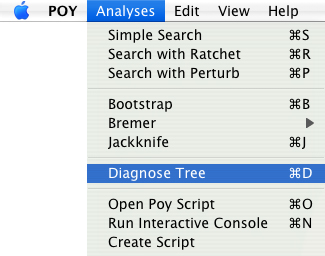 POY Analyses Edit View Help
Simple Search ⌘S
Search with Ratchet ⌘R
Search with Perturb ⌘P
Bootstrap ⌘B
Bremer
Jackknife ⌘J
Diagnose Tree ⌘D
Open Poy Script ⌘O
Run Interactive Console ⌘N
Create Script